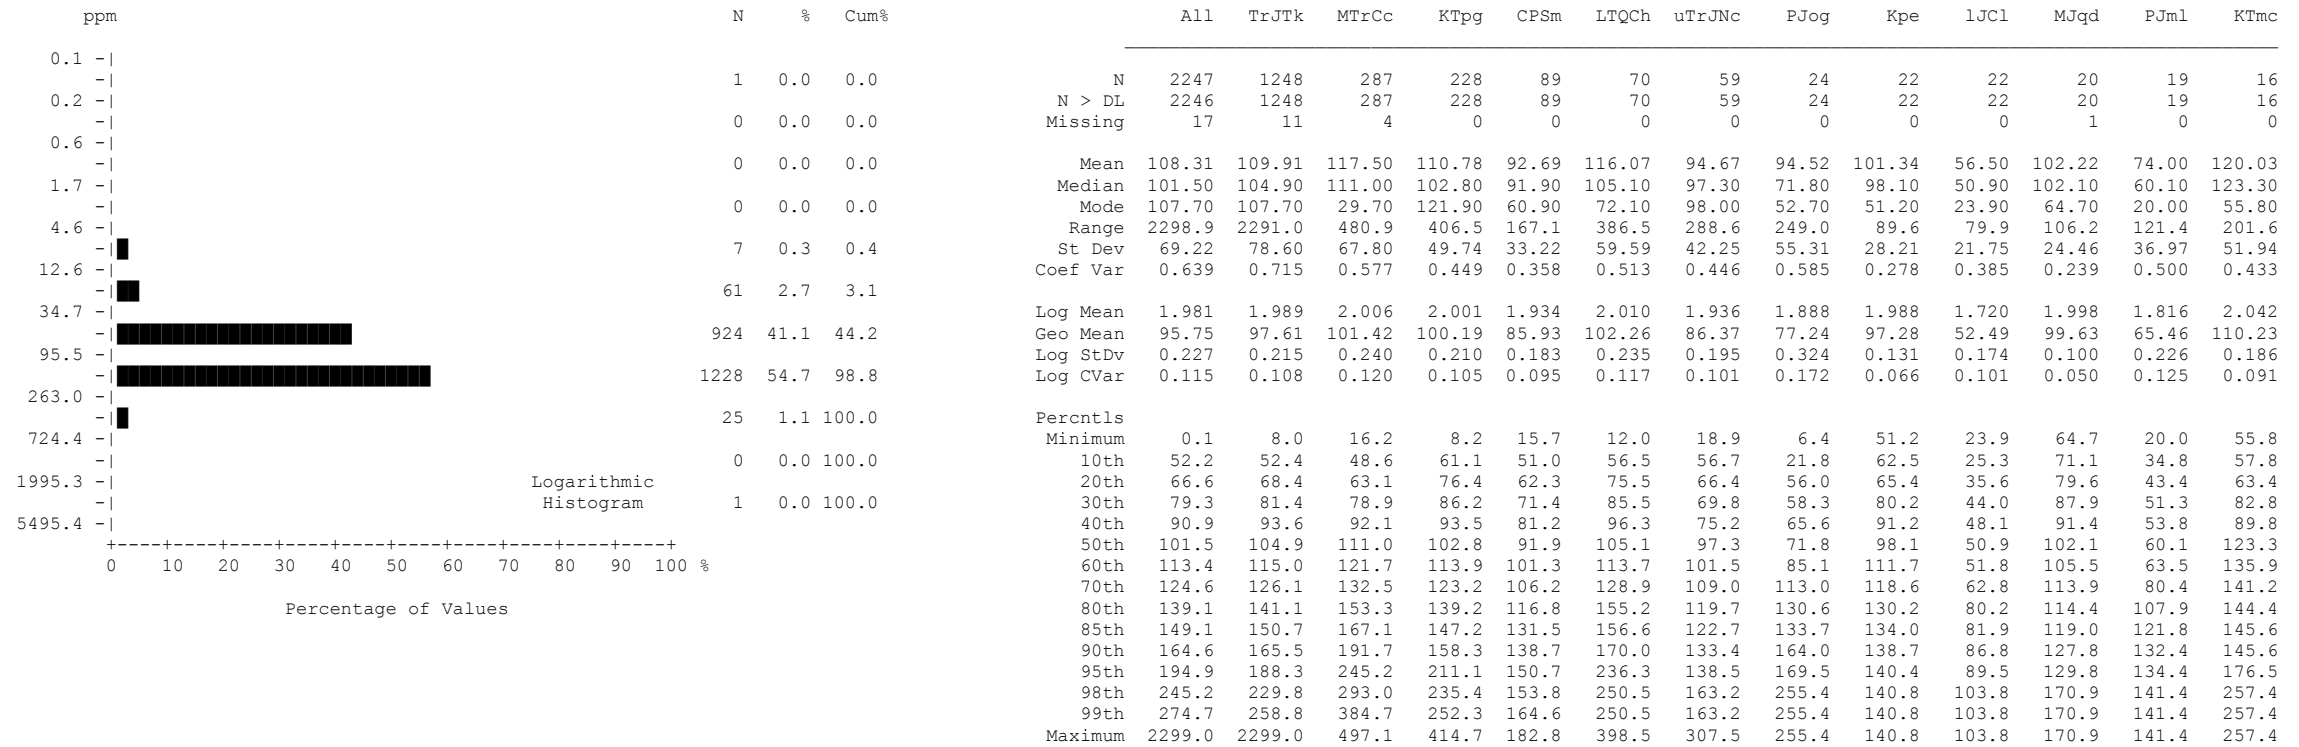 ppm N % Cum% All TrJTk MTrCc KTpg CPSm LTQCh uTrJNc PJog Kpe lJCl MJqd PJml KTmc
0.1 -|
-| 1 0.0 0.0 N 2247 1248 287 228 89 70 59 24 22 22 20 19 16
0.2 -| N > DL 2246 1248 287 228 89 70 59 24 22 22 20 19 16
-| 0 0.0 0.0 Missing 17 11 4 0 0 0 0 0 0 0 1 0 0
0.6 -|
-| 0 0.0 0.0 Mean 108.31 109.91 117.50 110.78 92.69 116.07 94.67 94.52 101.34 56.50 102.22 74.00 120.03
1.7 -| Median 101.50 104.90 111.00 102.80 91.90 105.10 97.30 71.80 98.10 50.90 102.10 60.10 123.30
-| 0 0.0 0.0 Mode 107.70 107.70 29.70 121.90 60.90 72.10 98.00 52.70 51.20 23.90 64.70 20.00 55.80
4.6 -| Range 2298.9 2291.0 480.9 406.5 167.1 386.5 288.6 249.0 89.6 79.9 106.2 121.4 201.6
-| 7 0.3 0.4 St Dev 69.22 78.60 67.80 49.74 33.22 59.59 42.25 55.31 28.21 21.75 24.46 36.97 51.94
12.6 -| Coef Var 0.639 0.715 0.577 0.449 0.358 0.513 0.446 0.585 0.278 0.385 0.239 0.500 0.433
-| 61 2.7 3.1
34.7 -| Log Mean 1.981 1.989 2.006 2.001 1.934 2.010 1.936 1.888 1.988 1.720 1.998 1.816 2.042
-| 924 41.1 44.2 Geo Mean 95.75 97.61 101.42 100.19 85.93 102.26 86.37 77.24 97.28 52.49 99.63 65.46 110.23
95.5 -| Log StDv 0.227 0.215 0.240 0.210 0.183 0.235 0.195 0.324 0.131 0.174 0.100 0.226 0.186
-| 1228 54.7 98.8 Log CVar 0.115 0.108 0.120 0.105 0.095 0.117 0.101 0.172 0.066 0.101 0.050 0.125 0.091
263.0 -|
-| 25 1.1 100.0 Percntls
724.4 -| Minimum 0.1 8.0 16.2 8.2 15.7 12.0 18.9 6.4 51.2 23.9 64.7 20.0 55.8
-| 0 0.0 100.0 10th 52.2 52.4 48.6 61.1 51.0 56.5 56.7 21.8 62.5 25.3 71.1 34.8 57.8
1995.3 -| Logarithmic 20th 66.6 68.4 63.1 76.4 62.3 75.5 66.4 56.0 65.4 35.6 79.6 43.4 63.4
-| Histogram 1 0.0 100.0 30th 79.3 81.4 78.9 86.2 71.4 85.5 69.8 58.3 80.2 44.0 87.9 51.3 82.8
5495.4 -| 40th 90.9 93.6 92.1 93.5 81.2 96.3 75.2 65.6 91.2 48.1 91.4 53.8 89.8
+----+----+----+----+----+----+----+----+----+----+----+----+----+----+----+----+----+----+----+----+ 50th 101.5 104.9 111.0 102.8 91.9 105.1 97.3 71.8 98.1 50.9 102.1 60.1 123.3
0 10 20 30 40 50 60 70 80 90 100 % 60th 113.4 115.0 121.7 113.9 101.3 113.7 101.5 85.1 111.7 51.8 105.5 63.5 135.9
70th 124.6 126.1 132.5 123.2 106.2 128.9 109.0 113.0 118.6 62.8 113.9 80.4 141.2
Percentage of Values 80th 139.1 141.1 153.3 139.2 116.8 155.2 119.7 130.6 130.2 80.2 114.4 107.9 144.4
85th 149.1 150.7 167.1 147.2 131.5 156.6 122.7 133.7 134.0 81.9 119.0 121.8 145.6
90th 164.6 165.5 191.7 158.3 138.7 170.0 133.4 164.0 138.7 86.8 127.8 132.4 145.6
95th 194.9 188.3 245.2 211.1 150.7 236.3 138.5 169.5 140.4 89.5 129.8 134.4 176.5
98th 245.2 229.8 293.0 235.4 153.8 250.5 163.2 255.4 140.8 103.8 170.9 141.4 257.4
99th 274.7 258.8 384.7 252.3 164.6 250.5 163.2 255.4 140.8 103.8 170.9 141.4 257.4
Maximum 2299.0 2299.0 497.1 414.7 182.8 398.5 307.5 255.4 140.8 103.8 170.9 141.4 257.4